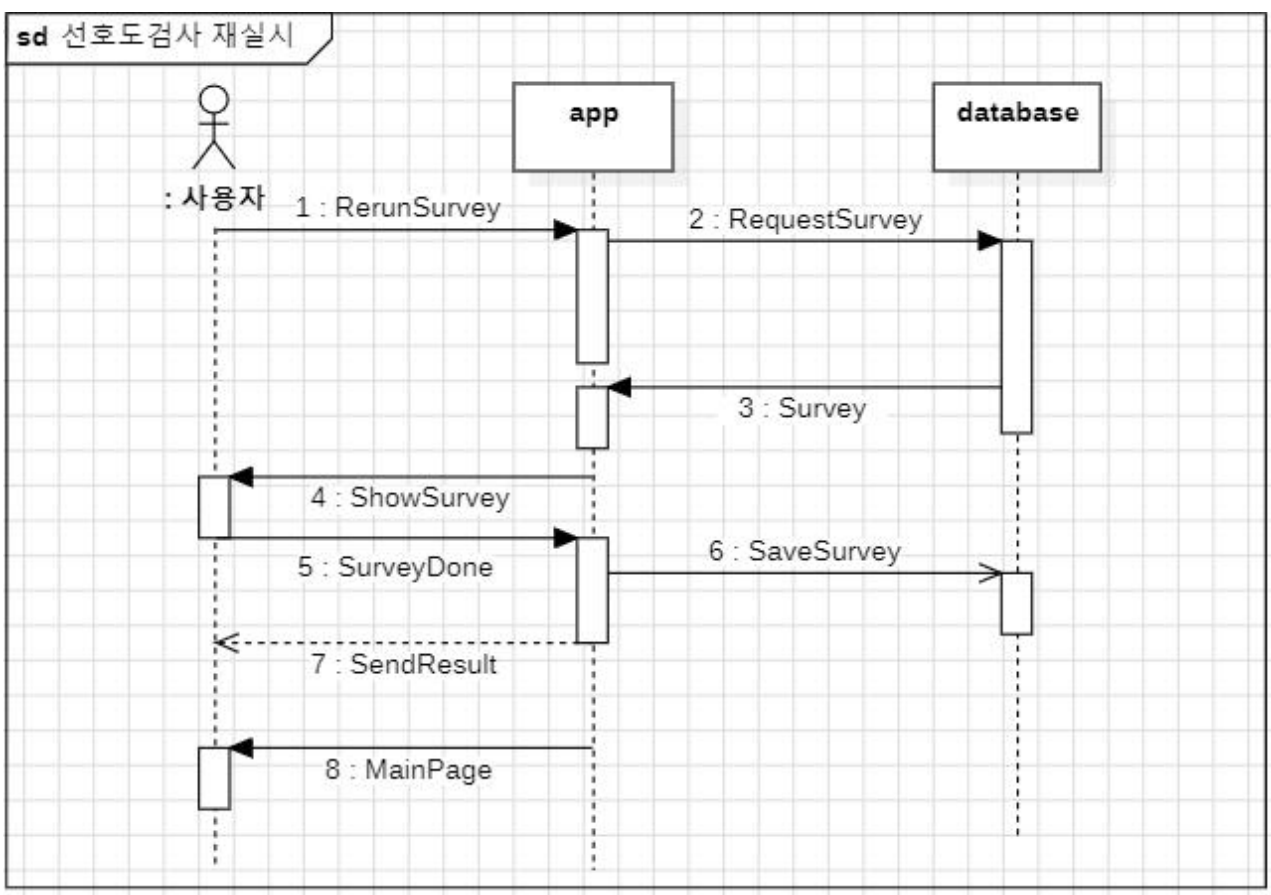 sd 선호도검사 재실시
app
database
: 사용자
1 : RerunSurvey
2 : RequestSurvey
3 : Survey
4 : ShowSurvey
5 : SurveyDone
6 : SaveSurvey
7 : SendResult
8 : MainPage